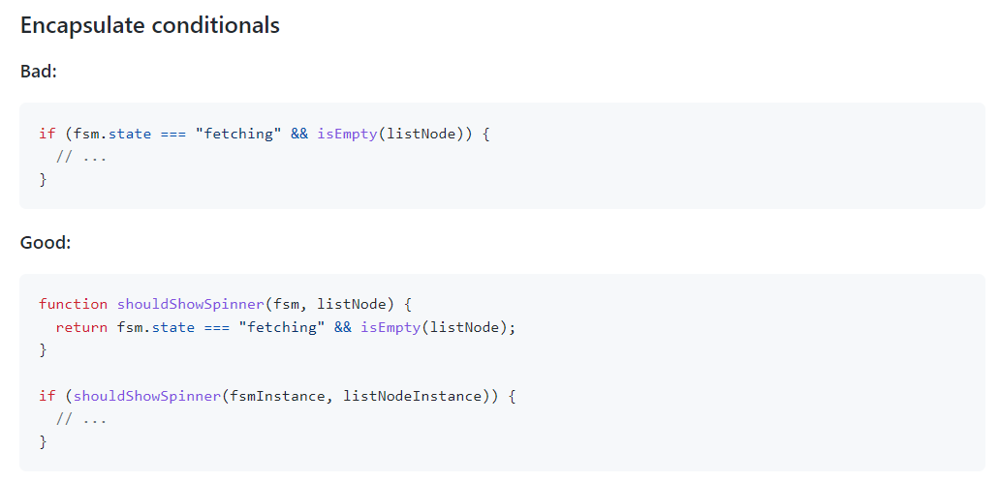 Encapsulate conditionals
Bad:
if (fsm.state === "fetching" && isEmpty(listNode)) {
  // ...
}
Good:
function shouldShowSpinner(fsm, listNode) {
  return fsm.state === "fetching" && isEmpty(listNode);
}
if (shouldShowSpinner(fsmInstance, listNodeInstance)) {
  // ...
}